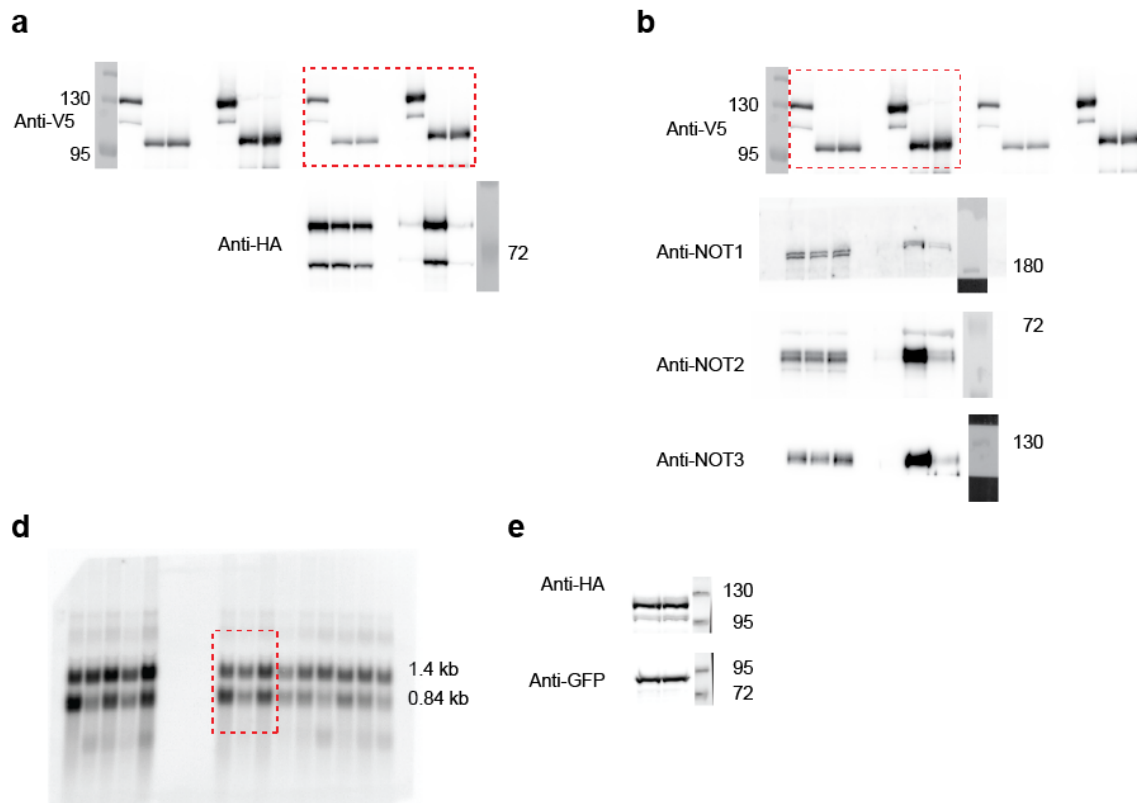 a
130
Anti-V5
95
Anti-HA
72
b
130
Anti-V5
95
Anti-NOT1
180
72
Anti-NOT2
Anti-NOT3
130
d
1.4 kb
0.84 kb
e
Anti-HA
130
95
Anti-GFP
95
72